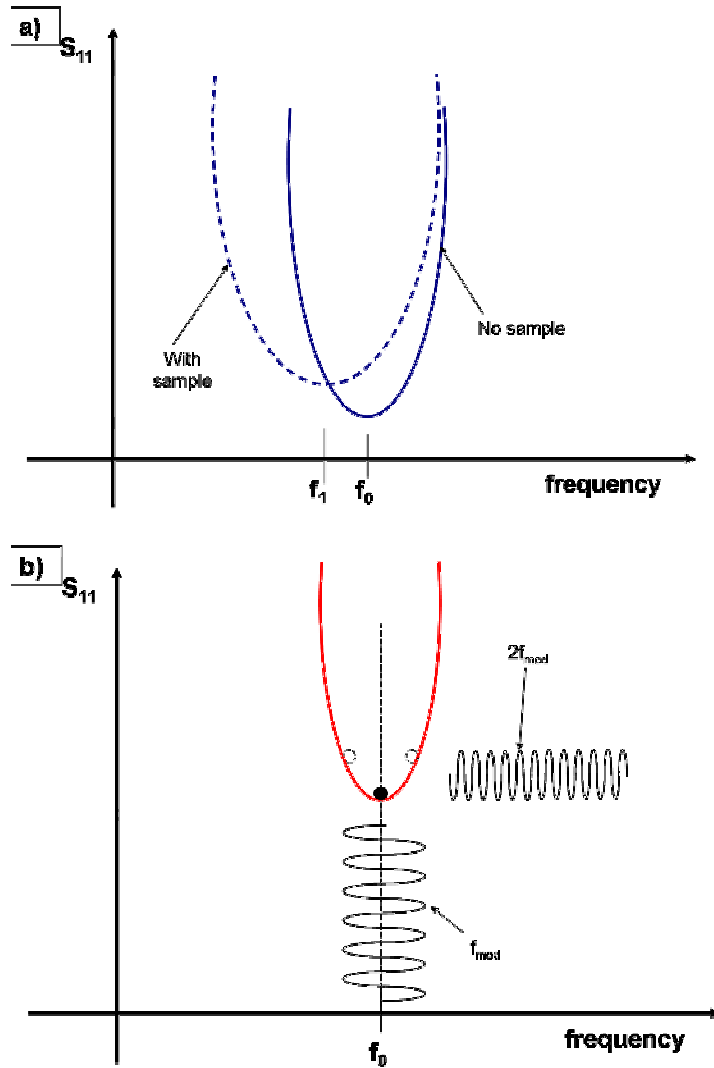 a)
S11
With
sample
No sample
f1
f0
frequency
b)
S11
2fmod
fmod
f0
frequency